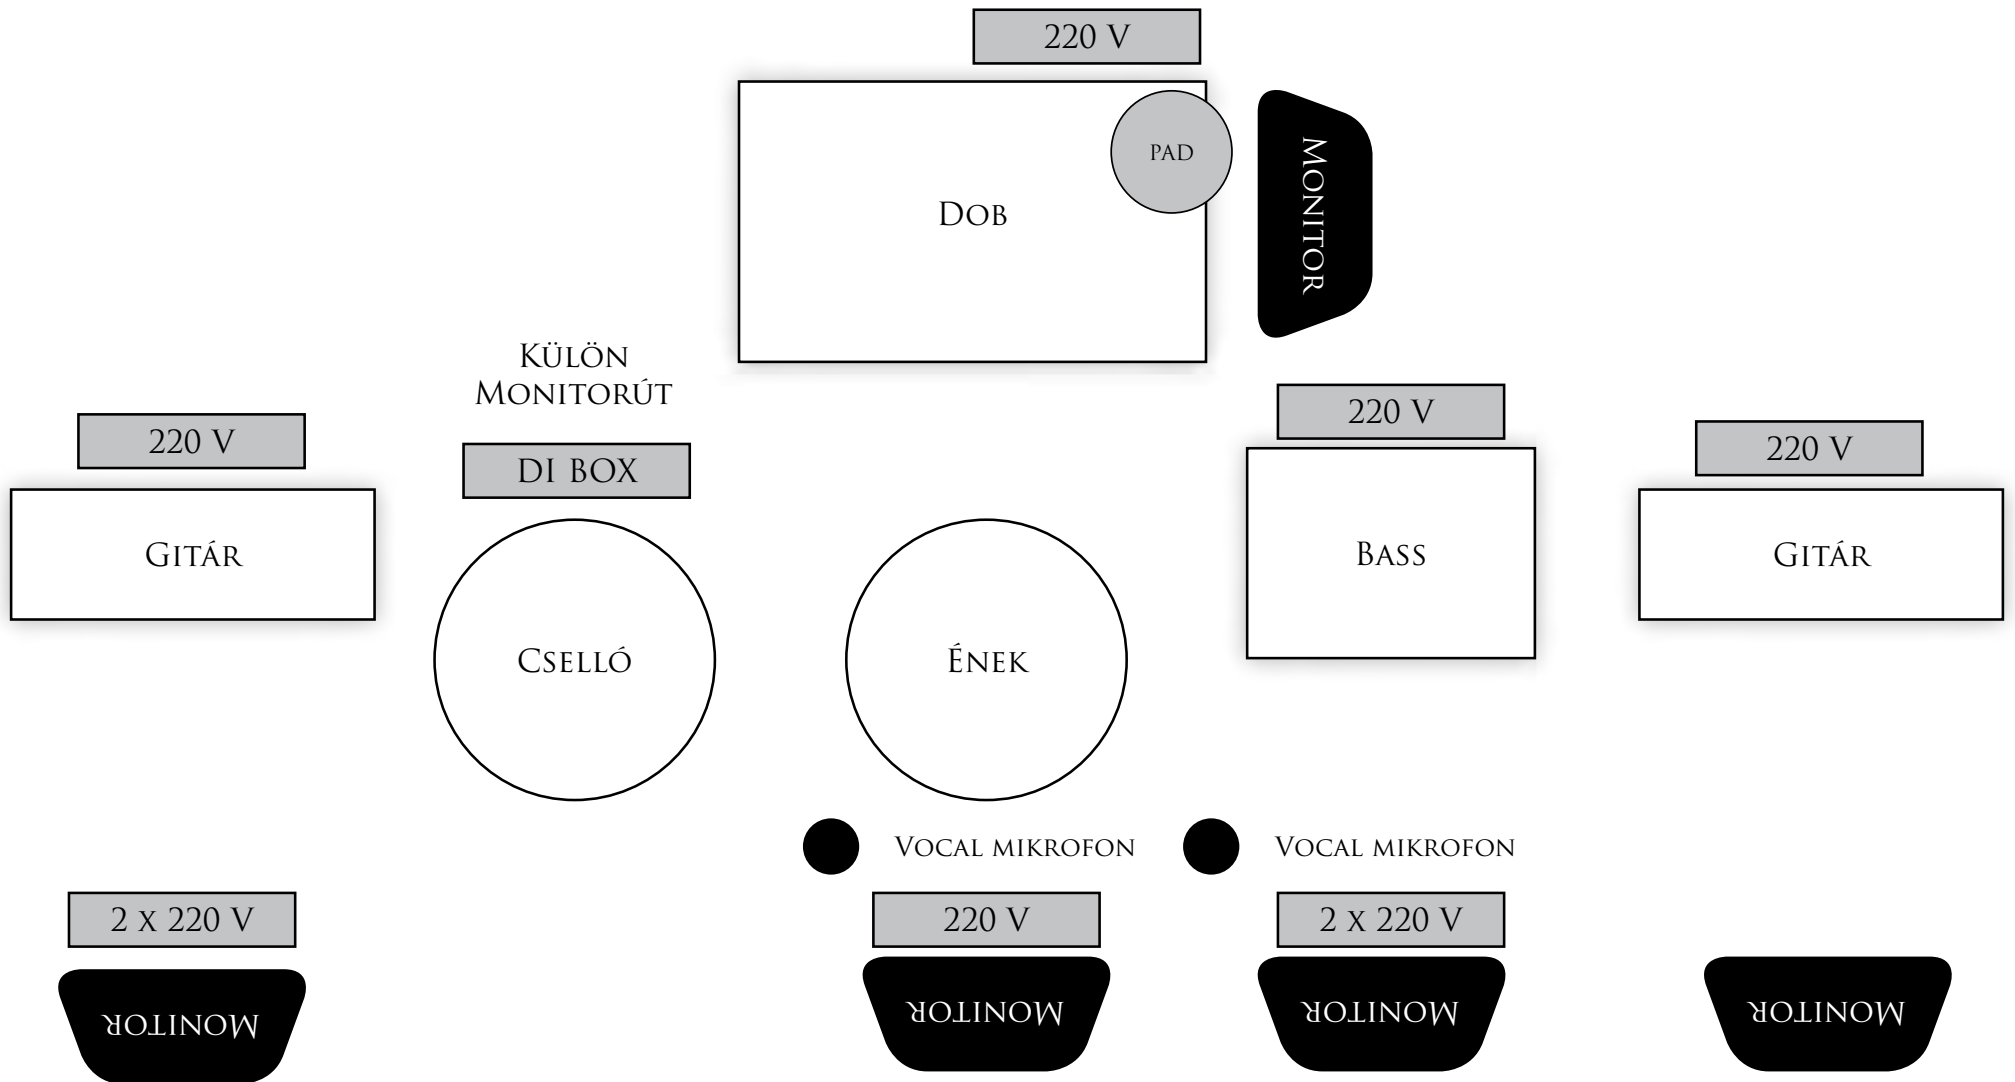 220 V
PAD
Monitor
Dob
Külön
Monitorút
220 V
220 V
220 V
DI BOX
Gitár
Bass
Gitár
Cselló
Ének
Vocal mikrofon
Vocal mikrofon
2 x 220 V
220 V
2 x 220 V
Monitor
Monitor
Monitor
Monitor